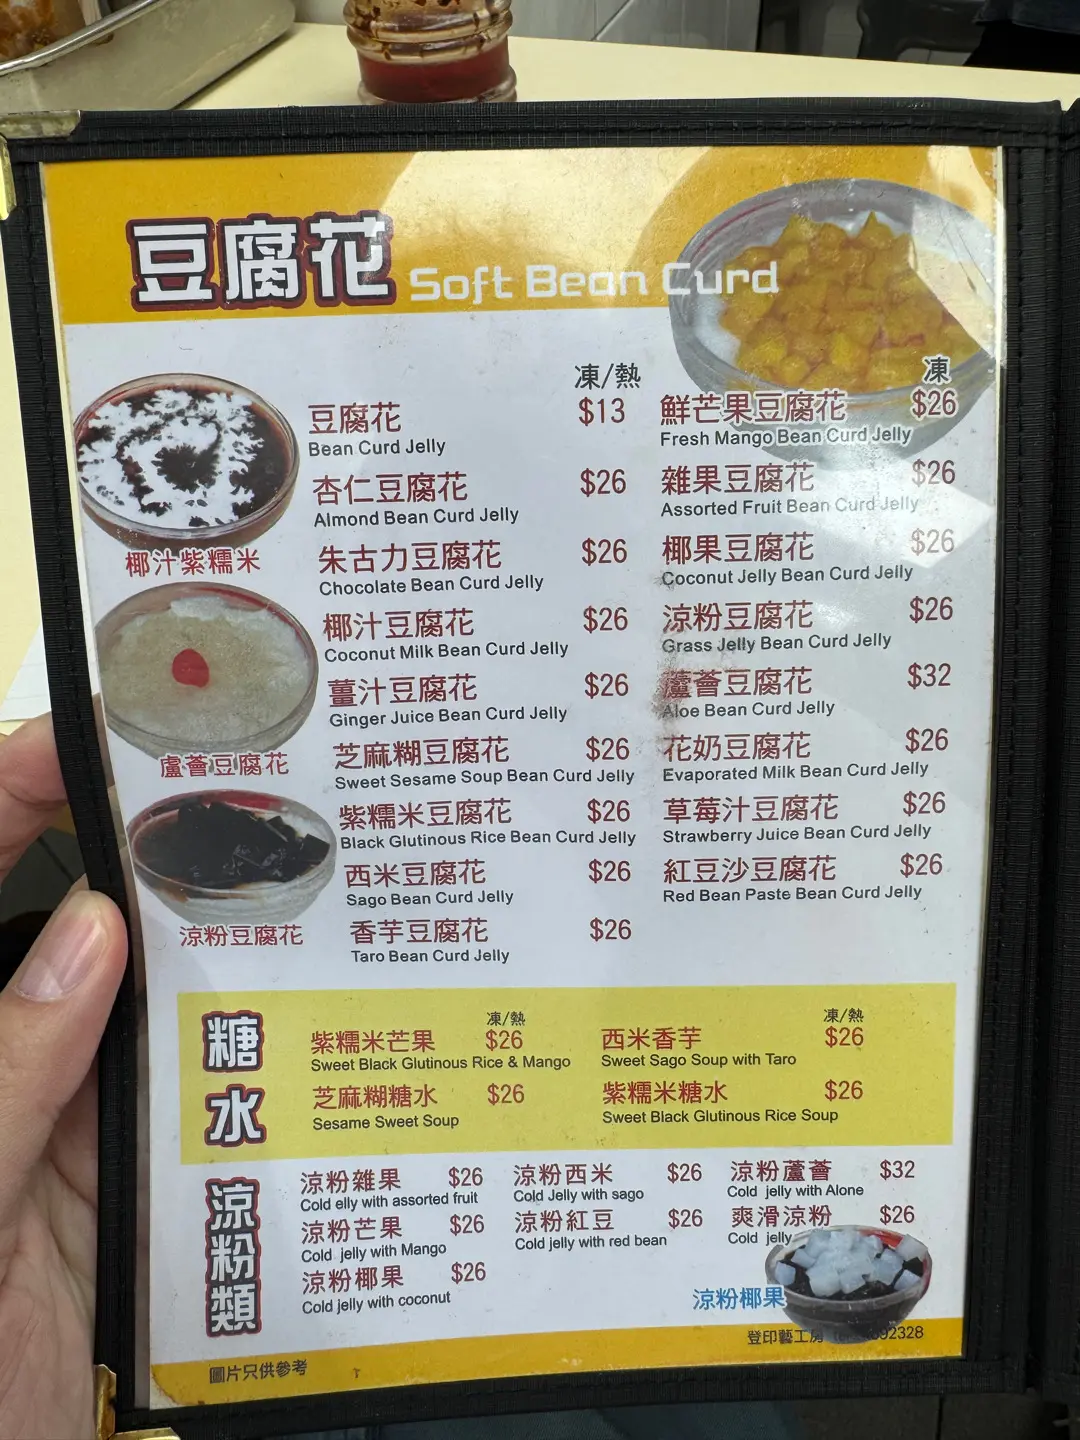 豆腐花 Soft Bean Curd
凍/熱
豆腐花 $13
Bean Curd Jelly
杏仁豆腐花 $26
Almond Bean Curd Jelly
朱古力豆腐花 $26
Chocolate Bean Curd Jelly
椰汁豆腐花 $26
Coconut Milk Bean Curd Jelly
薑汁豆腐花 $26
Ginger Juice Bean Curd Jelly
芝麻糊豆腐花 $26
Sweet Sesame Soup Bean Curd Jelly
紫糯米豆腐花 $26
Black Glutinous Rice Bean Curd Jelly
西米豆腐花 $26
Sago Bean Curd Jelly
香芋豆腐花 $26
Taro Bean Curd Jelly
凍
鮮芒果豆腐花 $26
Fresh Mango Bean Curd Jelly
雜果豆腐花 $26
Assorted Fruit Bean Curd Jelly
椰果豆腐花 $26
Coconut Jelly Bean Curd Jelly
涼粉豆腐花 $26
Grass Jelly Bean Curd Jelly
蘆薈豆腐花 $32
Aloe Bean Curd Jelly
花奶豆腐花 $26
Evaporated Milk Bean Curd Jelly
草莓汁豆腐花 $26
Strawberry Juice Bean Curd Jelly
紅豆沙豆腐花 $26
Red Bean Paste Bean Curd Jelly
椰汁紫糯米
蘆薈豆腐花
涼粉豆腐花
糖水
凍/熱
紫糯米芒果 $26
Sweet Black Glutinous Rice & Mango
芝麻糊糖水 $26
Sesame Sweet Soup
凍/熱
西米香芋 $26
Sweet Sago Soup with Taro
紫糯米糖水 $26
Sweet Black Glutinous Rice Soup
涼粉類
涼粉雜果 $26
Cold elly with assorted fruit
涼粉芒果 $26
Cold jelly with Mango
涼粉椰果 $26
Cold jelly with coconut
涼粉西米 $26
Cold Jelly with sago
涼粉紅豆 $26
Cold jelly with red bean
涼粉蘆薈 $32
Cold jelly with Alone
爽滑涼粉 $26
Cold jelly
涼粉椰果
登印藝工房
圖片只供參考